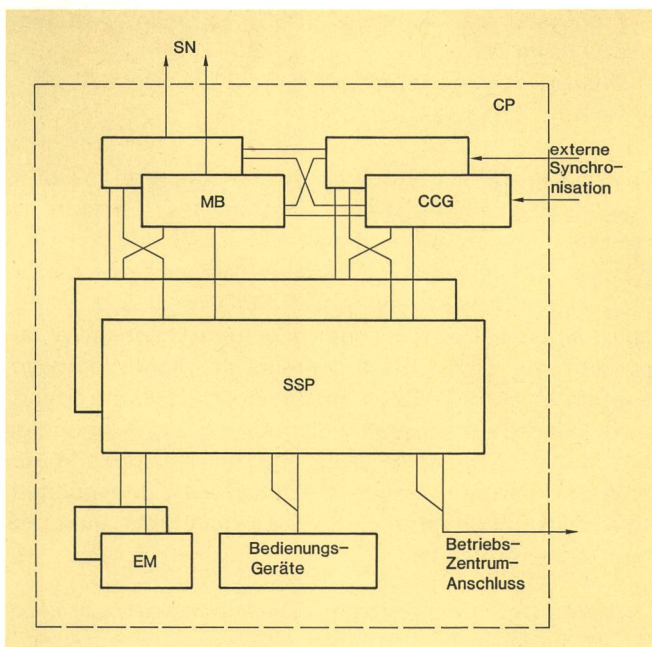 SN
CP
externe
Synchro-
nisation
MB
CCG
SSP
EM
Bedienungs-
Geräte
Betriebs-
Zentrum-
Anschluss